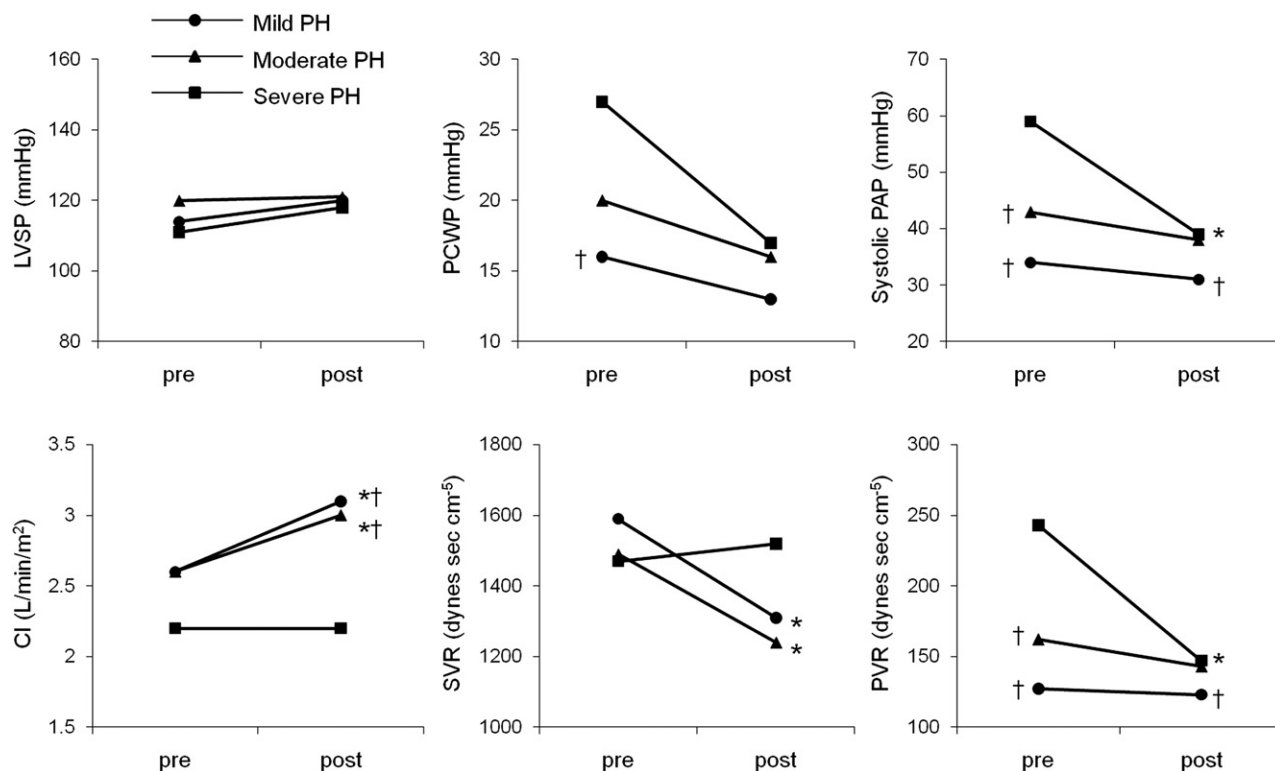 Mild PH
Moderate PH
Severe PH
LVSP (mmHg)
160
140
120
100
80
pre post
PCWP (mmHg)
30
25
20
15
10
†
pre post
Systolic PAP (mmHg)
70
60
50
40
30
20
†
†
*
†
pre post
CI (L/min/m²)
3.5
3
2.5
2
1.5
*†
*†
pre post
SVR (dynes sec cm⁻⁵)
1800
1600
1400
1200
1000
*
*
pre post
PVR (dynes sec cm⁻⁵)
300
250
200
150
100
†
†
*
†
pre post